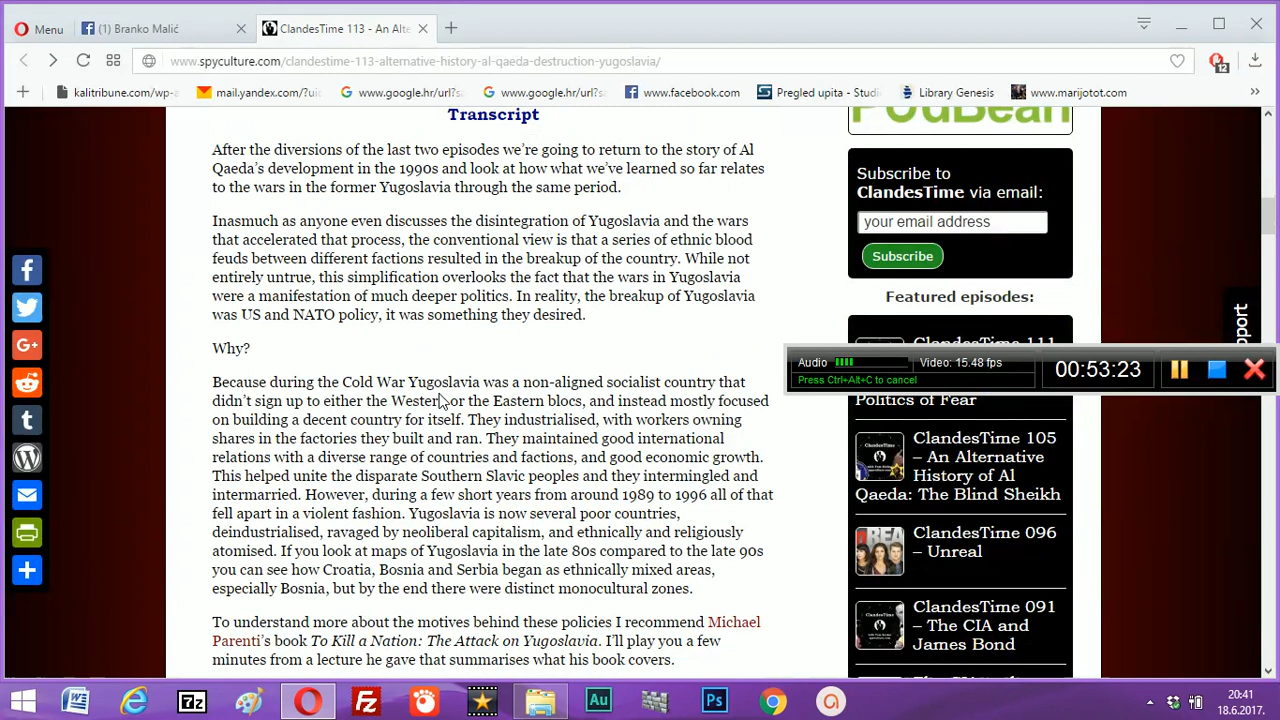 Menu
(1) Branko Malić
ClandesTime 113 - An Alte
www.spyculture.com/clandestime-113-alternative-history-al-qaeda-destruction-yugoslavia/
12
kalitribune.com/wp-
mail.yandex.com/?ui
www.google.hr/url?s
www.google.hr/url?s
www.facebook.com
Pregled upita - Studi
Library Genesis
www.marijotot.com
Transcript
After the diversions of the last two episodes we're going to return to the story of Al
Qaeda's development in the 1990s and look at how what we've learned so far relates
to the wars in the former Yugoslavia through the same period.
Inasmuch as anyone even discusses the disintegration of Yugoslavia and the wars
that accelerated that process, the conventional view is that a series of ethnic blood
feuds between different factions resulted in the breakup of the country. While not
entirely untrue, this simplification overlooks the fact that the wars in Yugoslavia
were a manifestation of much deeper politics. In reality, the breakup of Yugoslavia
was US and NATO policy, it was something they desired.
Why?
Because during the Cold War Yugoslavia was a non-aligned socialist country that
didn't sign up to either the Western or the Eastern blocs, and instead mostly focused
on building a decent country for itself. They industrialised, with workers owning
shares in the factories they built and ran. They maintained good international
relations with a diverse range of countries and factions, and good economic growth.
This helped unite the disparate Southern Slavic peoples and they intermingled and
intermarried. However, during a few short years from around 1989 to 1996 all of that
fell apart in a violent fashion. Yugoslavia is now several poor countries,
deindustrialised, ravaged by neoliberal capitalism, and ethnically and religiously
atomised. If you look at maps of Yugoslavia in the late 80s compared to the late 90s
you can see how Croatia, Bosnia and Serbia began as ethnically mixed areas,
especially Bosnia, but by the end there were distinct monocultural zones.
To understand more about the motives behind these policies I recommend Michael
Parenti's book To Kill a Nation: The Attack on Yugoslavia. I'll play you a few
minutes from a lecture he gave that summarises what his book covers.
PodBean
Subscribe to
ClandesTime via email:
your email address
Subscribe
Featured episodes:
ClandesTime 111
Politics of Fear
ClandesTime 105
– An Alternative
History of Al
Qaeda: The Blind Sheikh
ClandesTime 096
– Unreal
ClandesTime 091
– The CIA and
James Bond
port
Audio
Video: 15.48 fps
Press Ctrl+Alt+C to cancel
00:53:23
20:41
18.6.2017.